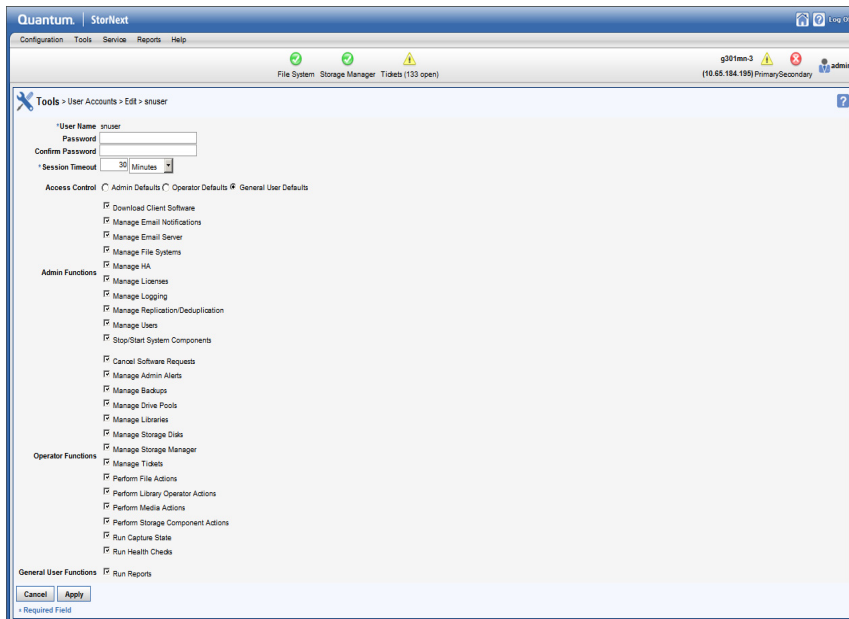 Quantum. StorNext Log O
Configuration Tools Service Reports Help
File System Storage Manager Tickets (133 open)
g301mn-3
(10.65.184.195) Primary Secondary
admin
Tools > User Accounts > Edit > snuser
*User Name snuser
Password
Confirm Password
*Session Timeout 30 Minutes
Access Control Admin Defaults Operator Defaults General User Defaults
Admin Functions
Download Client Software
Manage Email Notifications
Manage Email Server
Manage File Systems
Manage HA
Manage Licenses
Manage Logging
Manage Replication/Deduplication
Manage Users
Stop/Start System Components
Operator Functions
Cancel Software Requests
Manage Admin Alerts
Manage Backups
Manage Drive Pools
Manage Libraries
Manage Storage Disks
Manage Storage Manager
Manage Tickets
Perform File Actions
Perform Library Operator Actions
Perform Media Actions
Perform Storage Component Actions
Run Capture State
Run Health Checks
General User Functions Run Reports
Cancel Apply
* Required Field